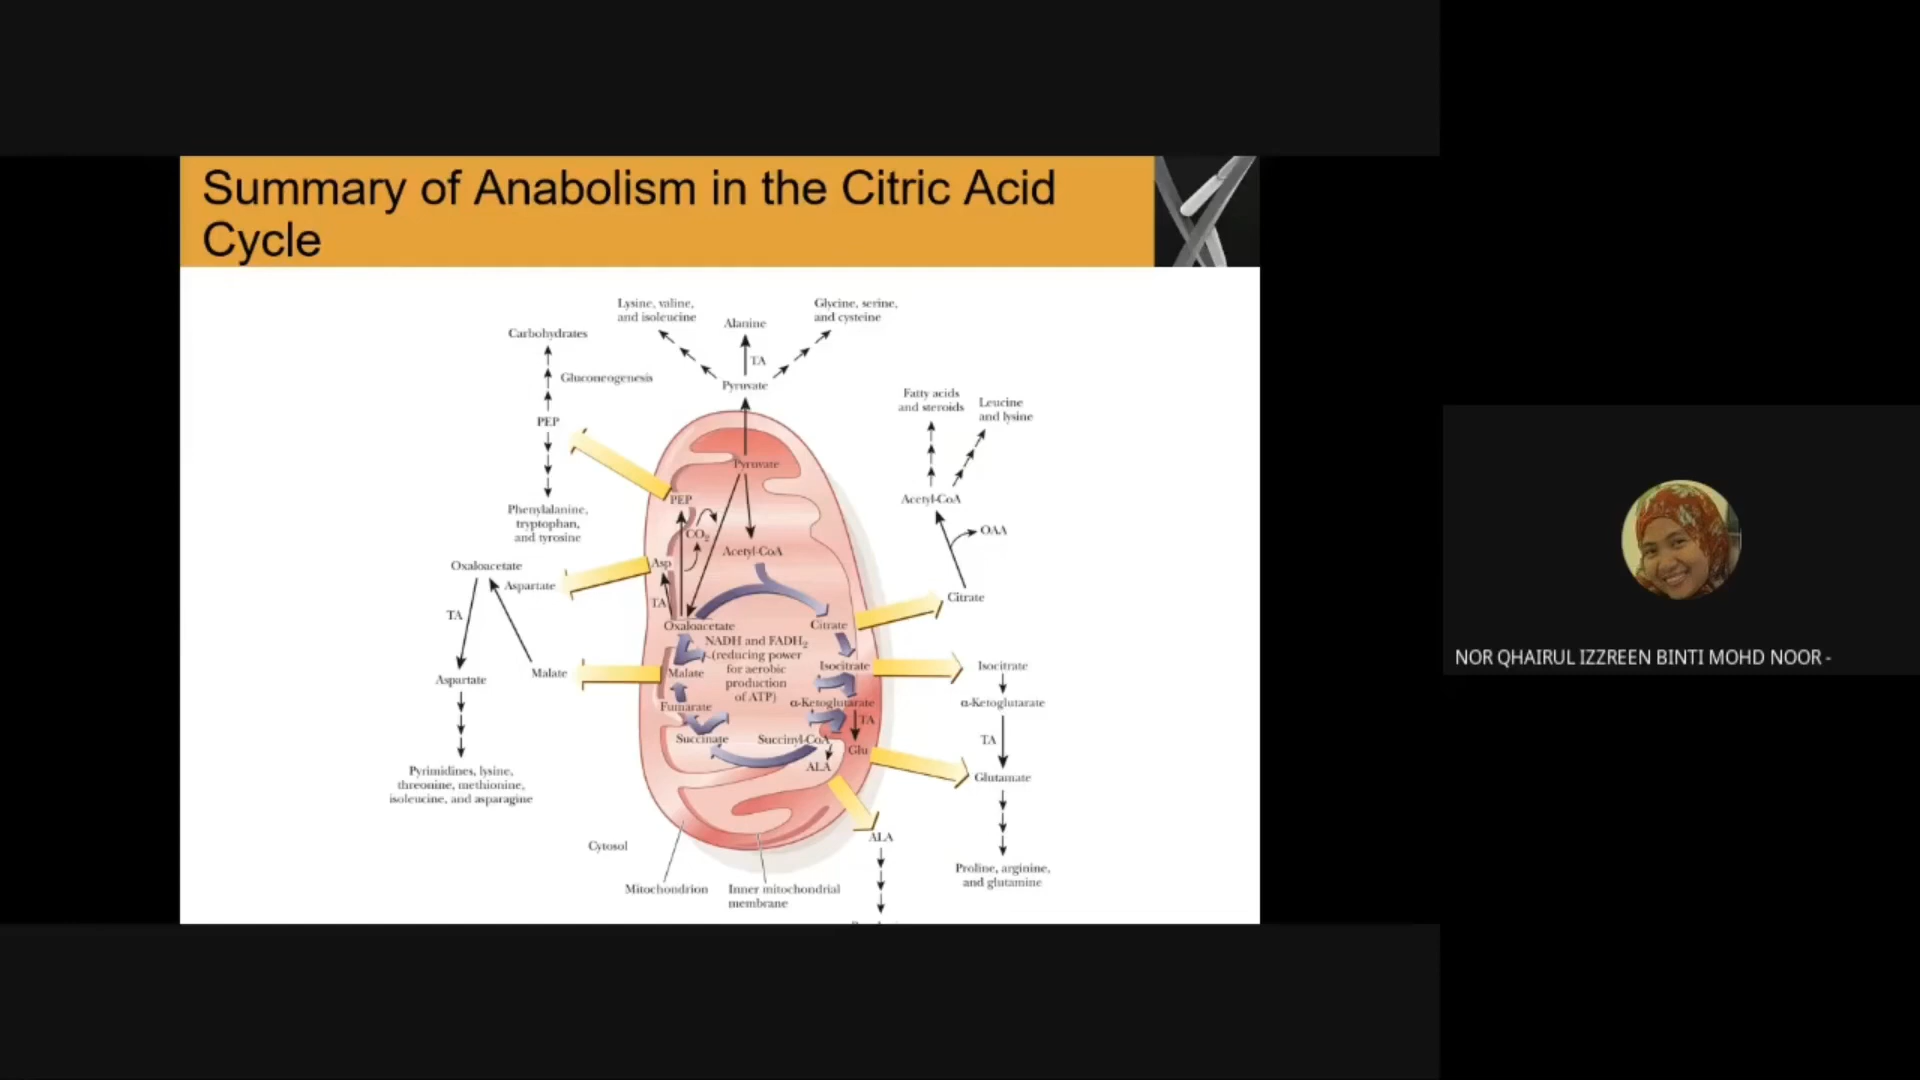 Summary of Anabolism in the Citric Acid
Cycle
Lysine, valine,
and isoleucine
Alanine
Glycine, serine,
and cysteine
Carbohydrates
TA
Gluconeogenesis
Pyruvate
PEP
Fatty acids
and steroids
Leucine
and lysine
Pyruvate
PEP
Acetyl-CoA
Phenylalanine,
tryptophan,
and tyrosine
CO₂
OAA
Acetyl-CoA
Oxaloacetate
Asp
Aspartate
TA
TA
Citrate
Oxaloacetate
Citrate
NADH and FADH₂
(reducing power
for aerobic
production
of ATP)
Malate
Malate
Isocitrate
Isocitrate
Aspartate
Fumarate
α-Ketoglutarate
α-Ketoglutarate
TA
TA
Succinate
Succinyl-CoA
Glu
ALA
Glutamate
Pyrimidines, lysine,
threonine, methionine,
isoleucine, and asparagine
ALA
Cytosol
Proline, arginine,
and glutamine
Mitochondrion
Inner mitochondrial
membrane
NOR QHAIRUL IZZREEN BINTI MOHD NOOR -